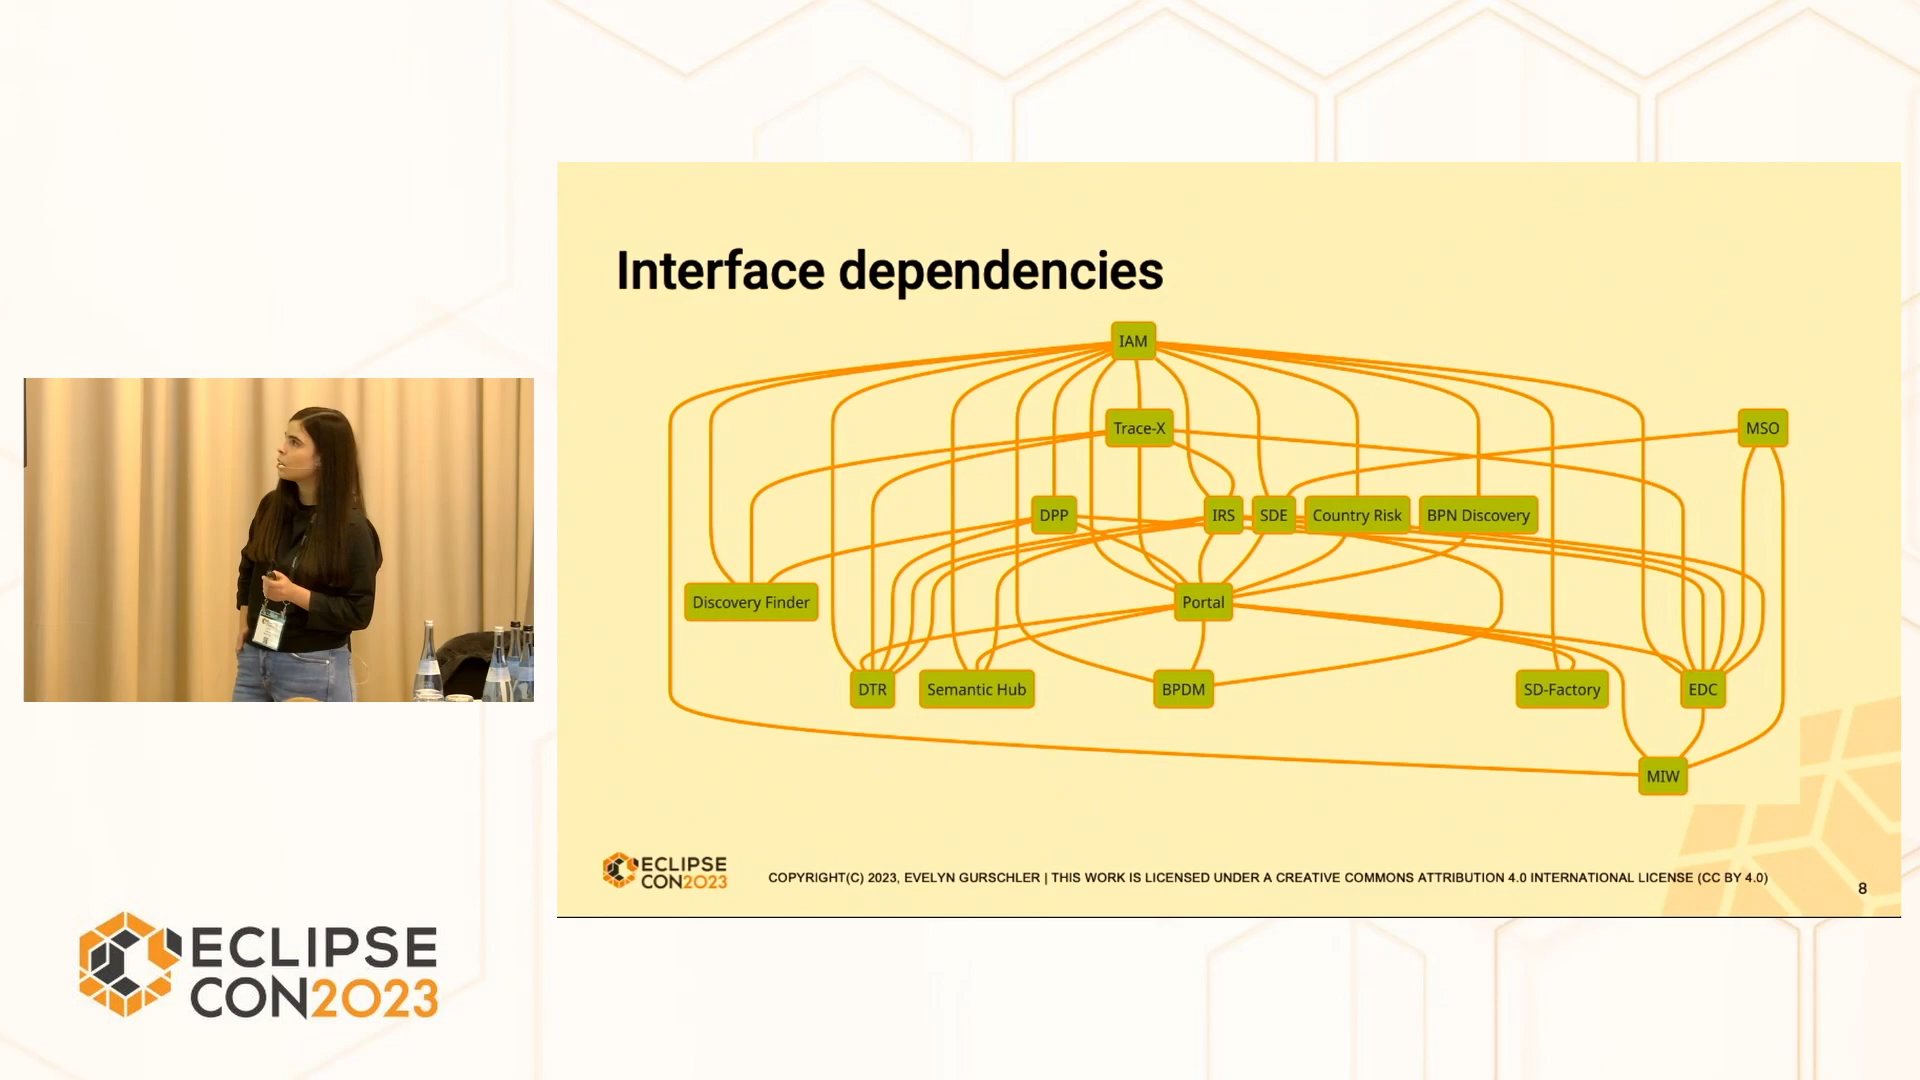 Interface dependencies
IAM
Trace-X
MSO
DPP
IRS
SDE
Country Risk
BPN Discovery
Discovery Finder
Portal
DTR
Semantic Hub
BPDM
SD-Factory
EDC
MIW
ECLIPSE
CON2023
COPYRIGHT(C) 2023, EVELYN GURSCHLER | THIS WORK IS LICENSED UNDER A CREATIVE COMMONS ATTRIBUTION 4.0 INTERNATIONAL LICENSE (CC BY 4.0)
8
ECLIPSE
CON2023